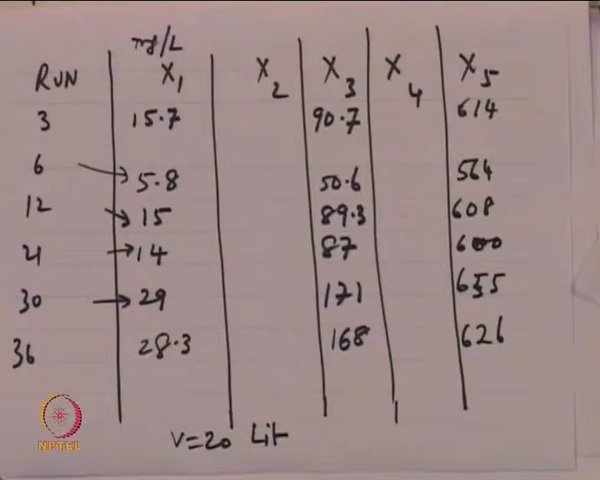 mg/L
RUN X1 X2 X3 X4 X5
3 15.7 90.7 614
6 5.8 50.6 564
12 15 89.3 608
21 14 87 600
30 29 171 655
36 28.3 168 626
V=20 Lit
NPTEL